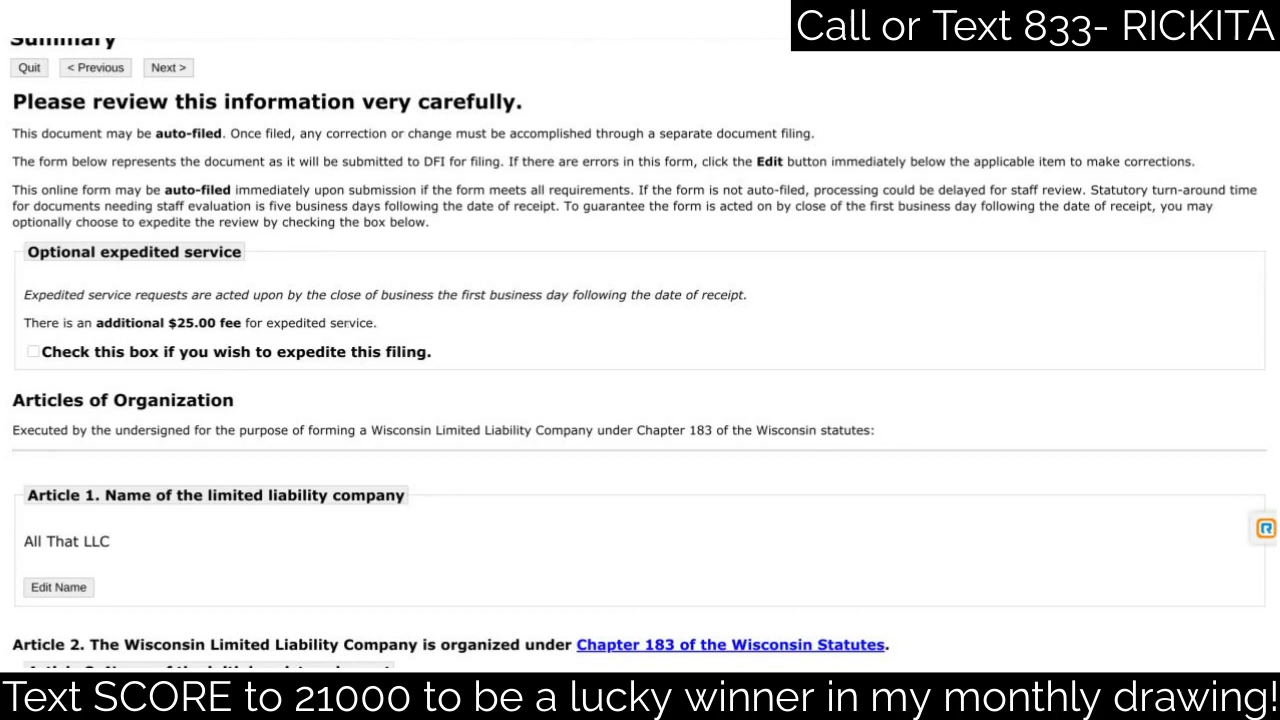 Call or Text 833- RICKITA
Summary
Quit
< Previous
Next >
Please review this information very carefully.
This document may be auto-filed. Once filed, any correction or change must be accomplished through a separate document filing.
The form below represents the document as it will be submitted to DFI for filing. If there are errors in this form, click the Edit button immediately below the applicable item to make corrections.
This online form may be auto-filed immediately upon submission if the form meets all requirements. If the form is not auto-filed, processing could be delayed for staff review. Statutory turn-around time
for documents needing staff evaluation is five business days following the date of receipt. To guarantee the form is acted on by close of the first business day following the date of receipt, you may
optionally choose to expedite the review by checking the box below.
Optional expedited service
Expedited service requests are acted upon by the close of business the first business day following the date of receipt.
There is an additional $25.00 fee for expedited service.
Check this box if you wish to expedite this filing.
Articles of Organization
Executed by the undersigned for the purpose of forming a Wisconsin Limited Liability Company under Chapter 183 of the Wisconsin statutes:
Article 1. Name of the limited liability company
All That LLC
Edit Name
Article 2. The Wisconsin Limited Liability Company is organized under Chapter 183 of the Wisconsin Statutes.
Text SCORE to 21000 to be a lucky winner in my monthly drawing!